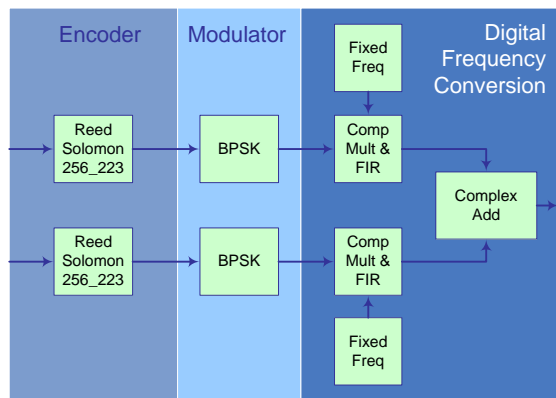 Encoder
Modulator
Digital
Frequency
Conversion
Fixed
Freq
Reed
Solomon
256_223
BPSK
Comp
Mult &
FIR
Complex
Add
Reed
Solomon
256_223
BPSK
Comp
Mult &
FIR
Fixed
Freq